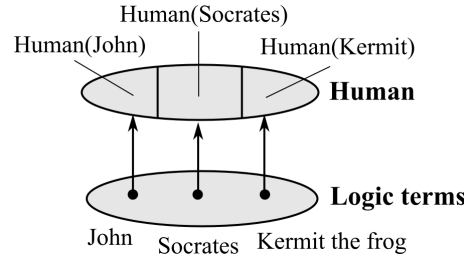 Human(Socrates)
Human(John)
Human(Kermit)
Human
Logic terms
John
Socrates
Kermit the frog